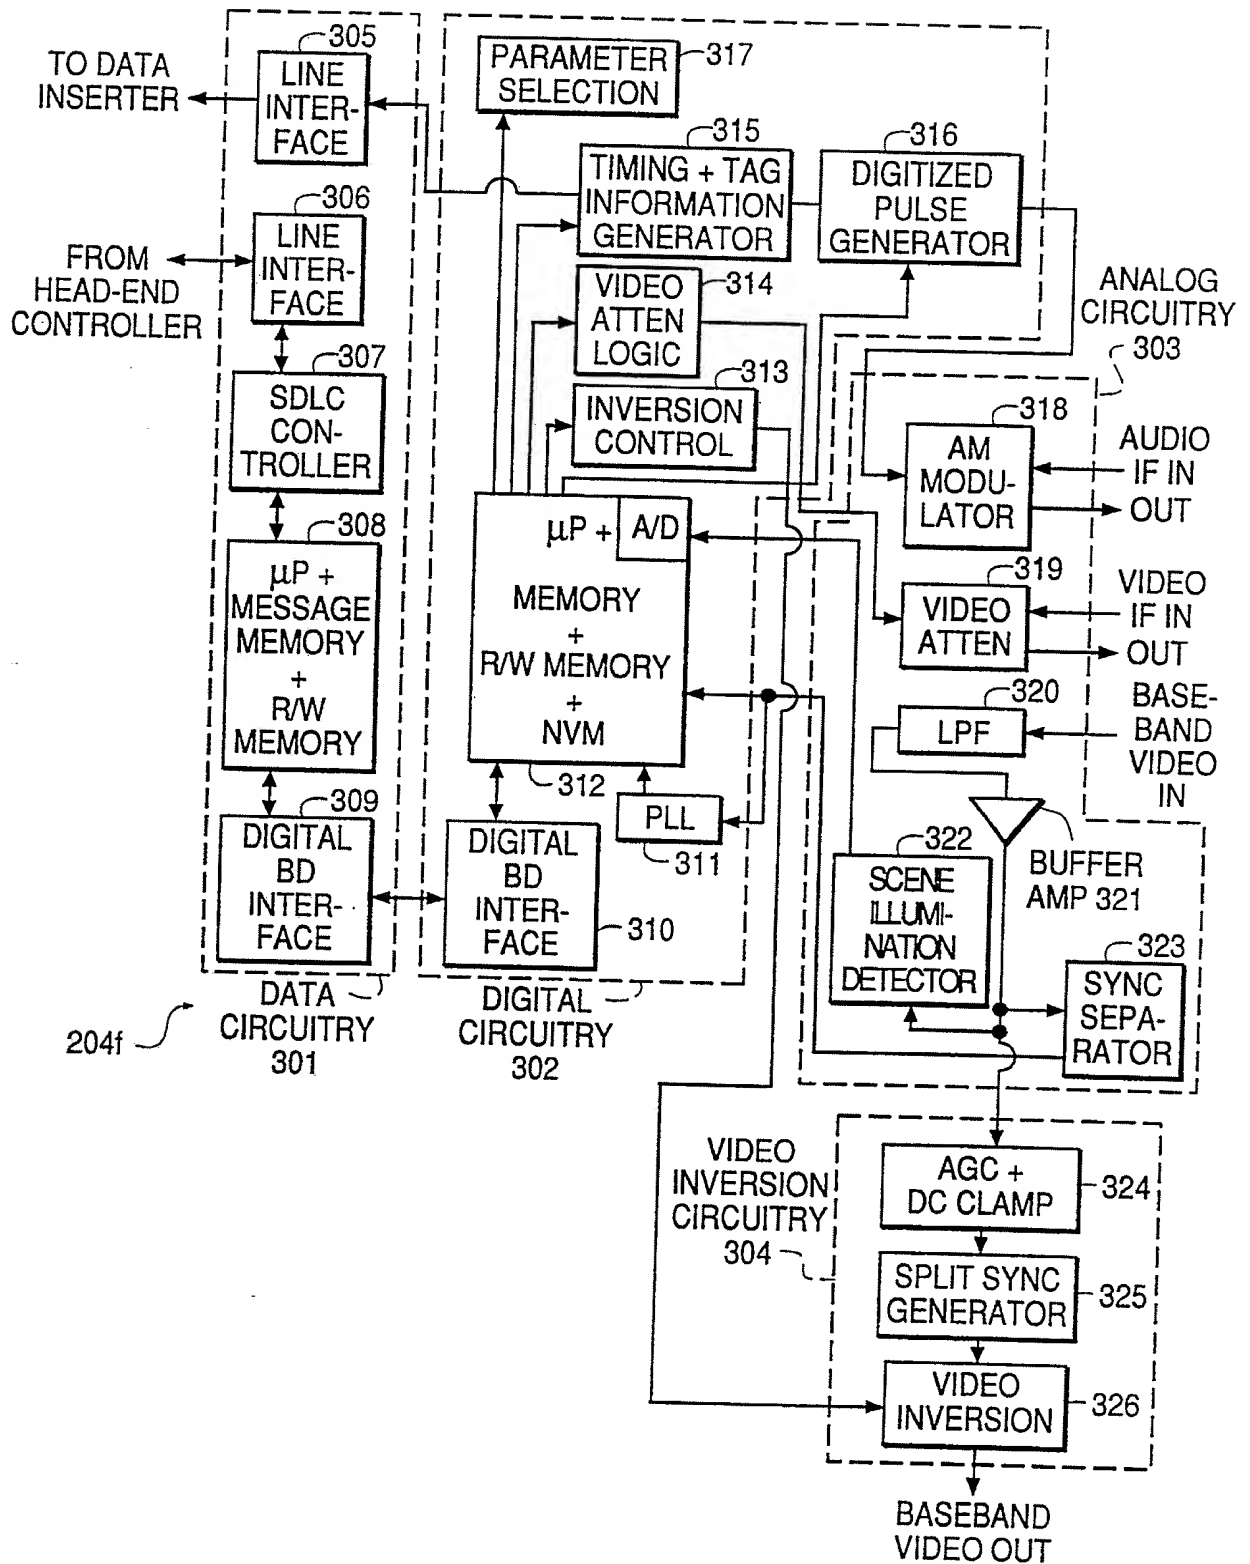 305
LINE
INTER-
FACE
TO DATA
INSERTER
306
LINE
INTER-
FACE
FROM
HEAD-END
CONTROLLER
307
SDLC
CON-
TROLLER
308
μP +
MESSAGE
MEMORY
+
R/W
MEMORY
309
DIGITAL
BD
INTER-
FACE
DATA
CIRCUITRY
301
204f
PARAMETER
SELECTION
317
315
TIMING + TAG
INFORMATION
GENERATOR
316
DIGITIZED
PULSE
GENERATOR
VIDEO
ATTEN
LOGIC
314
313
INVERSION
CONTROL
μP +
A/D
MEMORY
+
R/W MEMORY
+
NVM
312
PLL
311
DIGITAL
BD
INTER-
FACE
310
DIGITAL
CIRCUITRY
302
ANALOG
CIRCUITRY
303
318
AM
MODU-
LATOR
AUDIO
IF IN
OUT
319
VIDEO
ATTEN
VIDEO
IF IN
OUT
320
LPF
BASE-
BAND
VIDEO
IN
BUFFER
AMP 321
322
SCENE
ILLUMI-
NATION
DETECTOR
323
SYNC
SEPA-
RATOR
VIDEO
INVERSION
CIRCUITRY
304
AGC +
DC CLAMP
324
SPLIT SYNC
GENERATOR
325
VIDEO
INVERSION
326
BASEBAND
VIDEO OUT